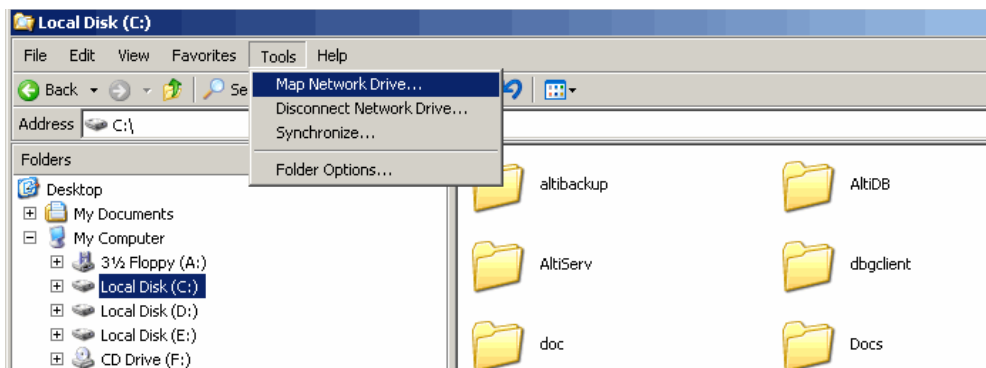 Local Disk (C:)
File Edit View Favorites Tools Help
Back Se
Map Network Drive...
Disconnect Network Drive...
Synchronize...
Folder Options...
Address C:\
Folders
Desktop
My Documents
My Computer
3½ Floppy (A:)
Local Disk (C:)
Local Disk (D:)
Local Disk (E:)
CD Drive (F:)
altibackup AltiDB
AltiServ dbgclient
doc Docs